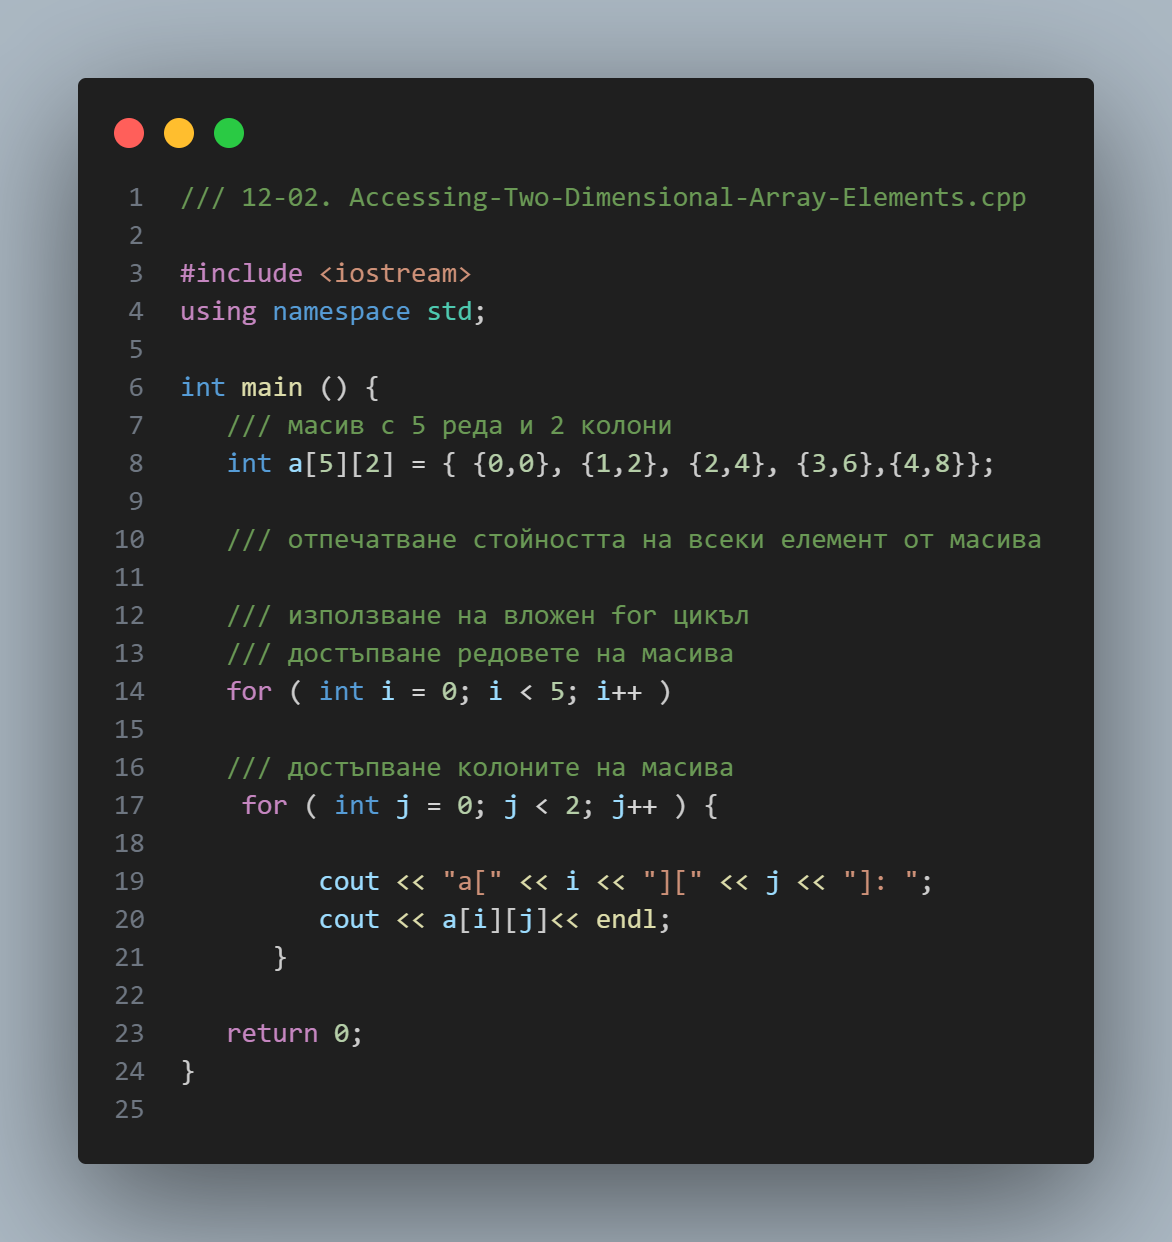 1 /// 12-02. Accessing-Two-Dimensional-Array-Elements.cpp
2
3 #include <iostream>
4 using namespace std;
5
6 int main () {
7    /// масив с 5 реда и 2 колони
8    int a[5][2] = { {0,0}, {1,2}, {2,4}, {3,6},{4,8}};
9
10    /// отпечатване стойността на всеки елемент от масива
11
12    /// използване на вложен for цикъл
13    /// достъпване редовете на масива
14    for ( int i = 0; i < 5; i++ )
15
16    /// достъпване колоните на масива
17     for ( int j = 0; j < 2; j++ ) {
18
19          cout << "a[" << i << "][" << j << "]: ";
20          cout << a[i][j]<< endl;
21       }
22
23    return 0;
24 }
25